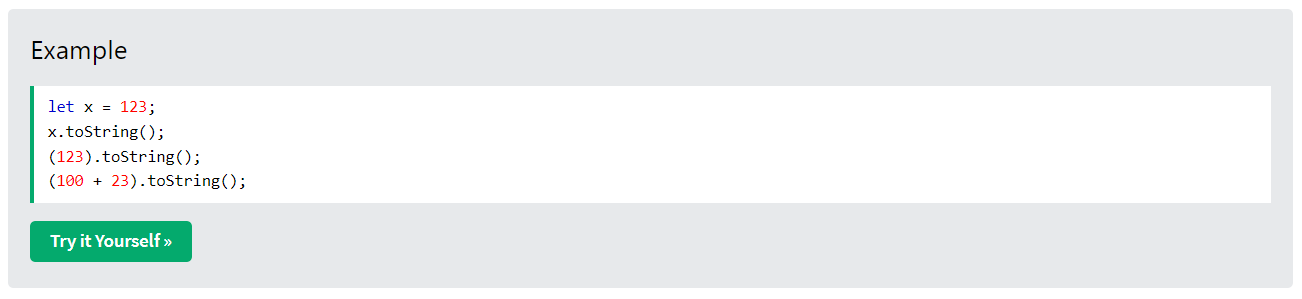 Example
let x = 123;
x.toString();
(123).toString();
(100 + 23).toString();
Try it Yourself »